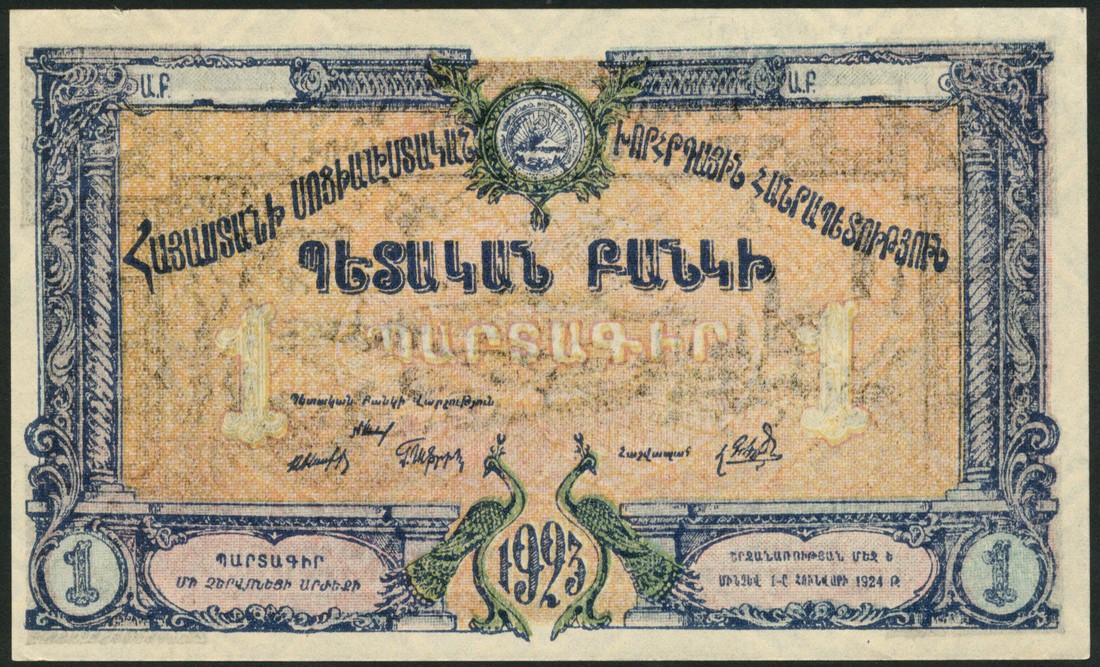 Ա.Բ.
Ա.Բ.
ՀԱՅԱՍՏԱՆԻ ՍՈՑԻԱԼԻՍՏԱԿԱՆ ԽՈՐՀՐԴԱՅԻՆ ՀԱՆՐԱՊԵՏՈՒԹՅՈՒՆ
ՊԵՏԱԿԱՆ ԲԱՆԿԻ
1 ՊԱՐՏԱԳԻՐ 1
Պետական Բանկի Վարչություն
Հաշվապահ
1923
1
ՊԱՐՏԱԳԻՐ
ՄԻ ՉԵՐՎՈՆԵՑԻ ԱՐԺԵՔԻ
ՇՐՋԱՆԱՌՈՒԹՅԱՆ ՄԵՋ Է
ՄԻՆՉԵՎ 1-Ը ՀՈՒՆՎԱՐԻ 1924 Թ.
1